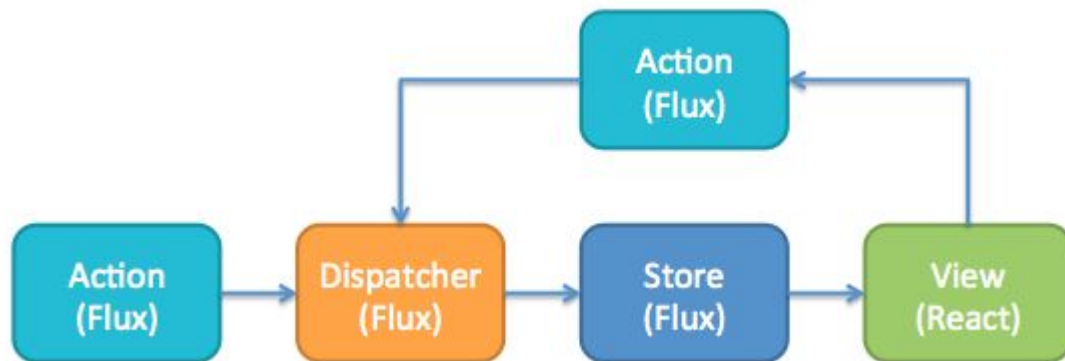 Action
(Flux)
Action
(Flux)
Dispatcher
(Flux)
Store
(Flux)
View
(React)